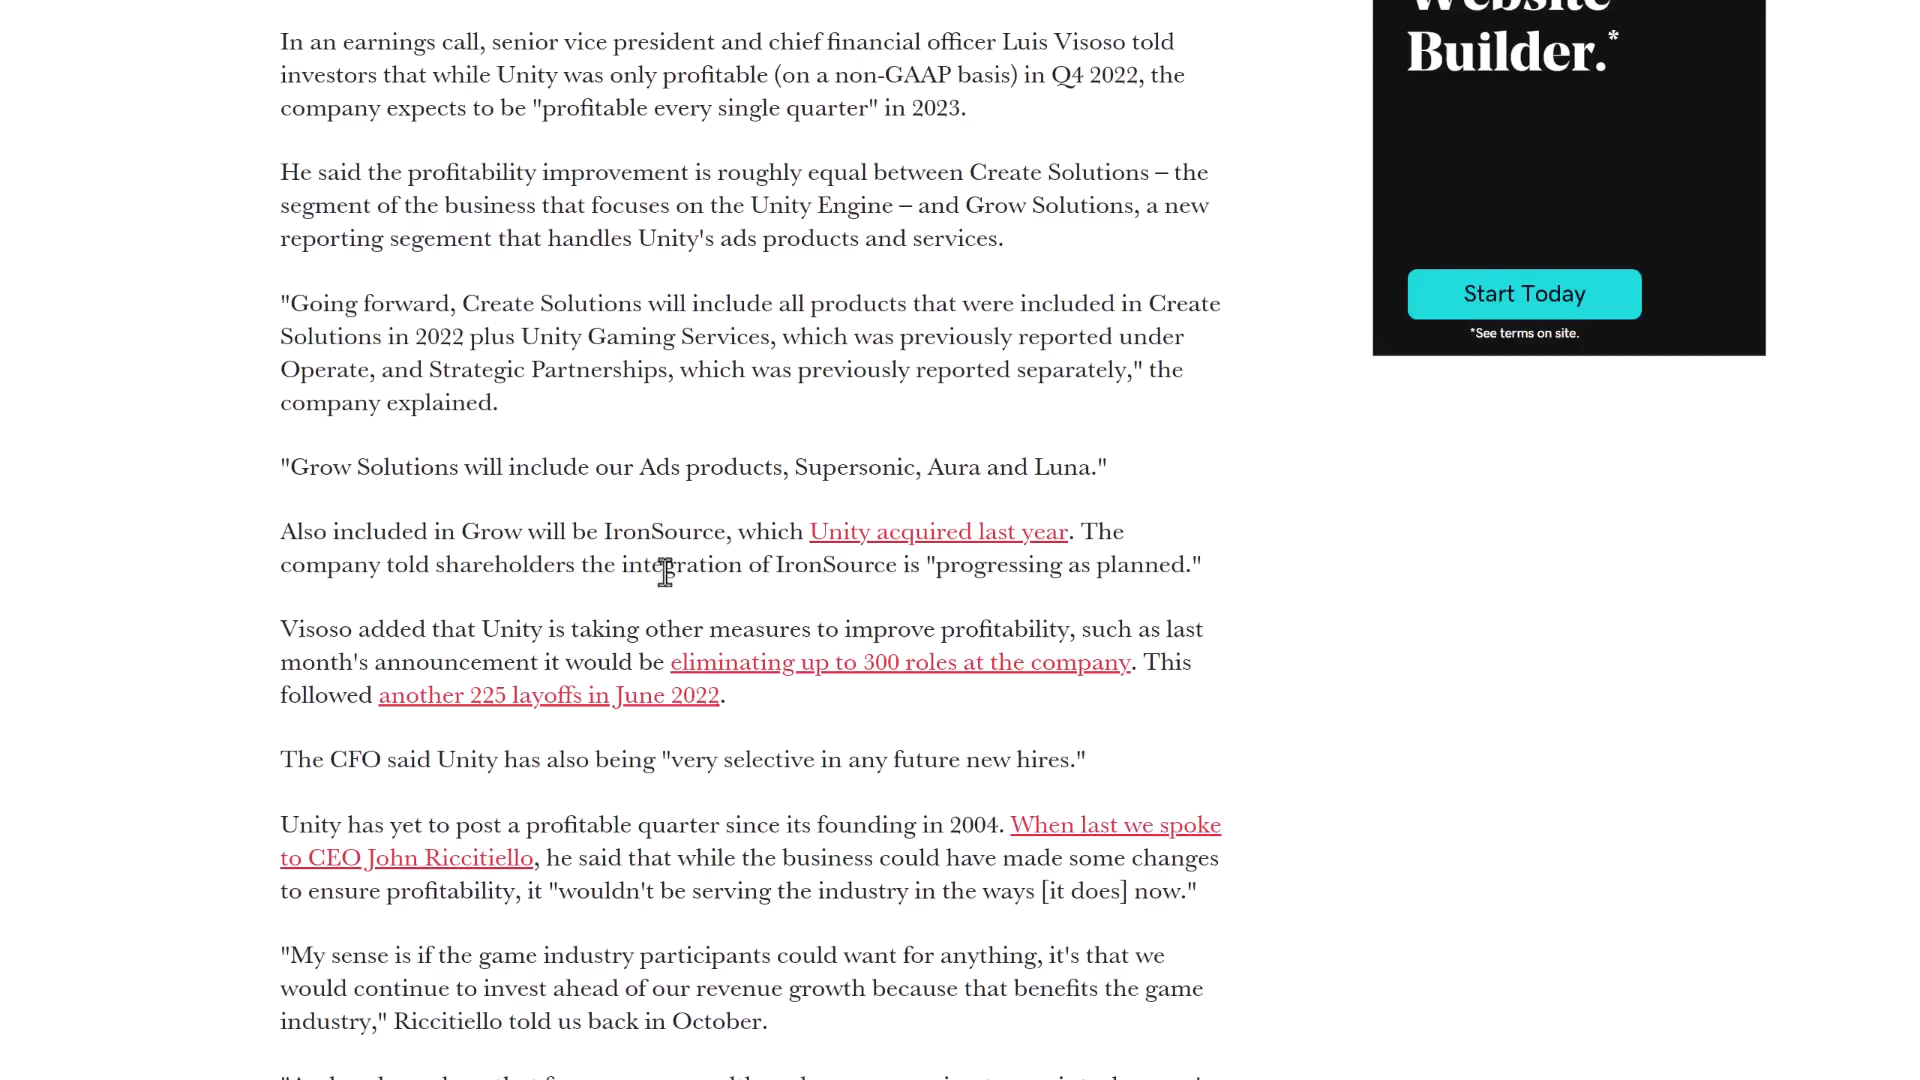 In an earnings call, senior vice president and chief financial officer Luis Visoso told
investors that while Unity was only profitable (on a non-GAAP basis) in Q4 2022, the
company expects to be "profitable every single quarter" in 2023.
He said the profitability improvement is roughly equal between Create Solutions – the
segment of the business that focuses on the Unity Engine – and Grow Solutions, a new
reporting segement that handles Unity's ads products and services.
"Going forward, Create Solutions will include all products that were included in Create
Solutions in 2022 plus Unity Gaming Services, which was previously reported under
Operate, and Strategic Partnerships, which was previously reported separately," the
company explained.
"Grow Solutions will include our Ads products, Supersonic, Aura and Luna."
Also included in Grow will be IronSource, which Unity acquired last year. The
company told shareholders the integration of IronSource is "progressing as planned."
Visoso added that Unity is taking other measures to improve profitability, such as last
month's announcement it would be eliminating up to 300 roles at the company. This
followed another 225 layoffs in June 2022.
The CFO said Unity has also being "very selective in any future new hires."
Unity has yet to post a profitable quarter since its founding in 2004. When last we spoke
to CEO John Riccitiello, he said that while the business could have made some changes
to ensure profitability, it "wouldn't be serving the industry in the ways [it does] now."
"My sense is if the game industry participants could want for anything, it's that we
would continue to invest ahead of our revenue growth because that benefits the game
industry," Riccitiello told us back in October.
Website
Builder.*
Start Today
*See terms on site.